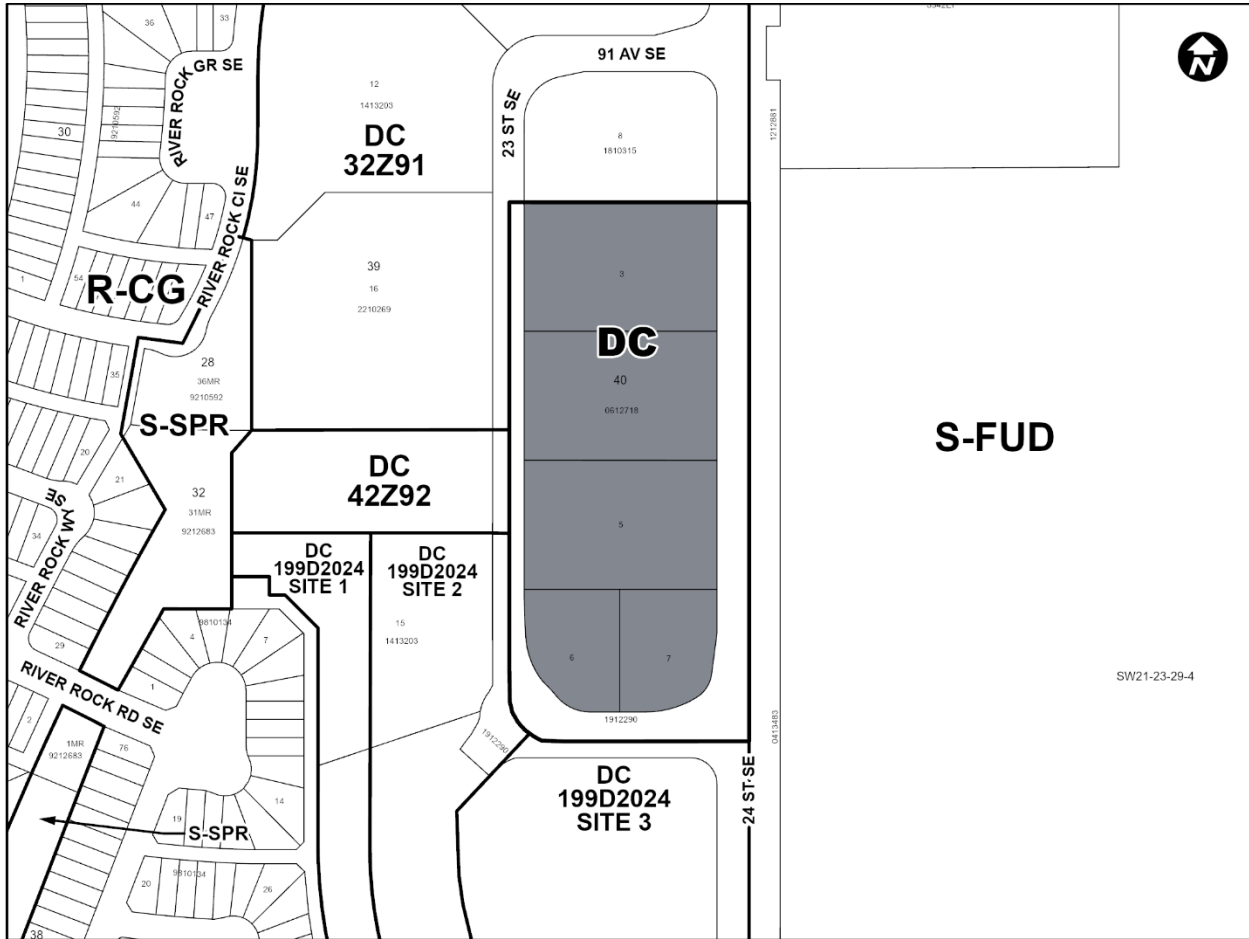 36
33
GR SE
RIVER ROCK
30
9210592
44
47
1
54
R-CG
RIVER ROCK CI SE
35
28
36MR
9210592
S-SPR
20
21
32
31MR
9212683
34
RIVER ROCK WY SE
29
RIVER ROCK RD SE
2
1MR
9212683
76
4
9810134
7
1
14
19
S-SPR
20
9810134
26
38
12
1413203
DC
32Z91
39
16
2210269
DC
42Z92
DC
199D2024
SITE 1
DC
199D2024
SITE 2
15
1413203
1912290
91 AV SE
23 ST SE
8
1810315
3
DC
40
0612718
5
6
7
1912290
DC
199D2024
SITE 3
24 ST SE
1212881
0413483
N
S-FUD
SW21-23-29-4